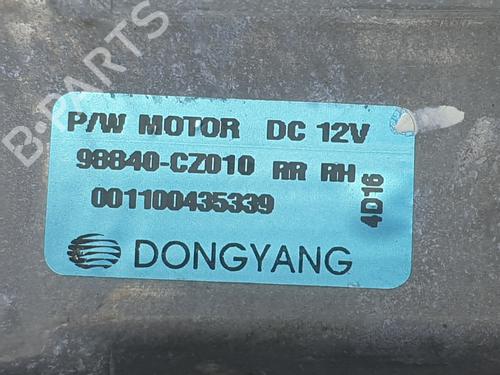 B-PARTS
P/W MOTOR DC 12V
98840-CZ010 RR RH
001100435339
4D16
DONGYANG